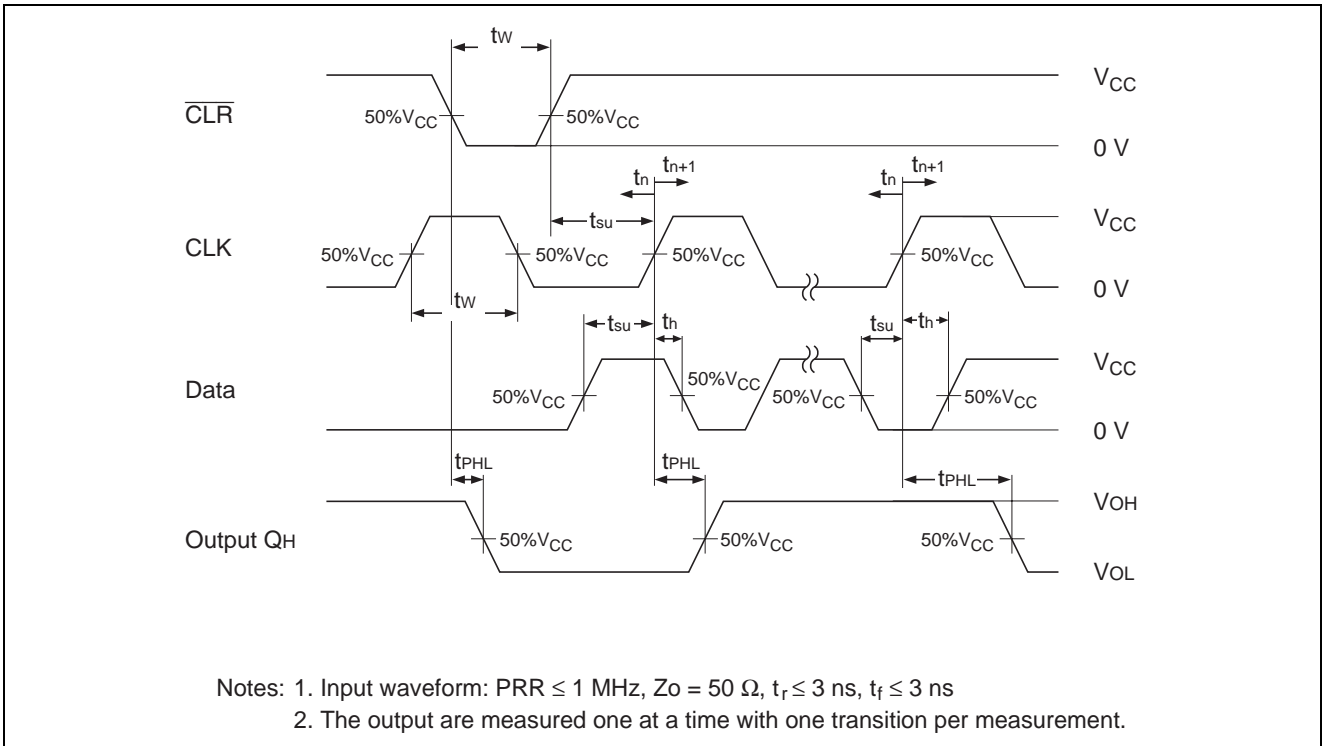 tW
VCC
CLR
50%VCC
50%VCC
0 V
tn
tn+1
tn
tn+1
tsu
VCC
CLK
50%VCC
50%VCC
50%VCC
50%VCC
0 V
tW
tsu
th
tsu
th
VCC
Data
50%VCC
50%VCC
50%VCC
50%VCC
0 V
tPHL
tPHL
tPHL
VOH
Output QH
50%VCC
50%VCC
50%VCC
VOL
Notes: 1. Input waveform: PRR ≤ 1 MHz, Zo = 50 Ω, tr ≤ 3 ns, tf ≤ 3 ns
2. The output are measured one at a time with one transition per measurement.